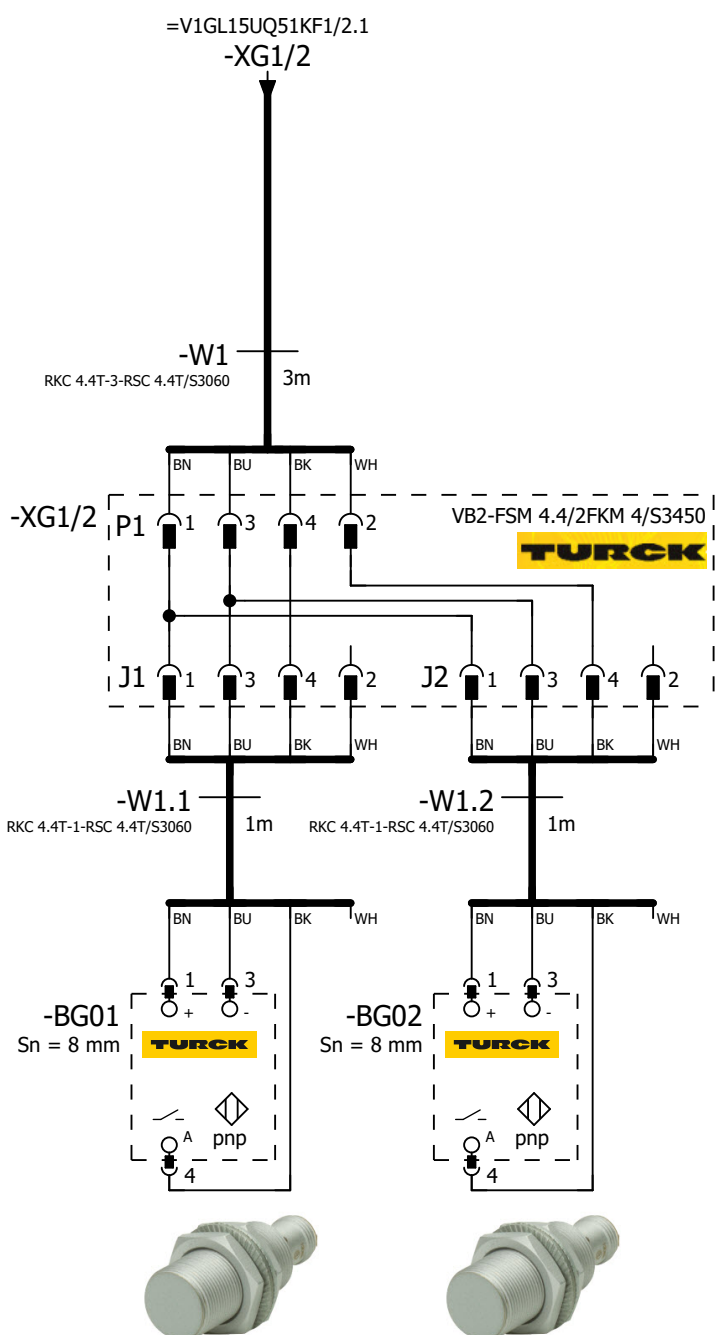 =V1GL15UQ51KF1/2.1
-XG1/2
-W1
RKC 4.4T-3-RSC 4.4T/S3060
3m
BN BU BK WH
-XG1/2 P1 1 3 4 2 VB2-FSM 4.4/2FKM 4/S3450
TURCK
J1 1 3 4 2 J2 1 3 4 2
BN BU BK WH BN BU BK WH
-W1.1 -W1.2
RKC 4.4T-1-RSC 4.4T/S3060 1m RKC 4.4T-1-RSC 4.4T/S3060 1m
BN BU BK WH BN BU BK WH
1 3 1 3
-BG01 + - -BG02 + -
Sn = 8 mm TURCK Sn = 8 mm TURCK
A pnp A pnp
4 4